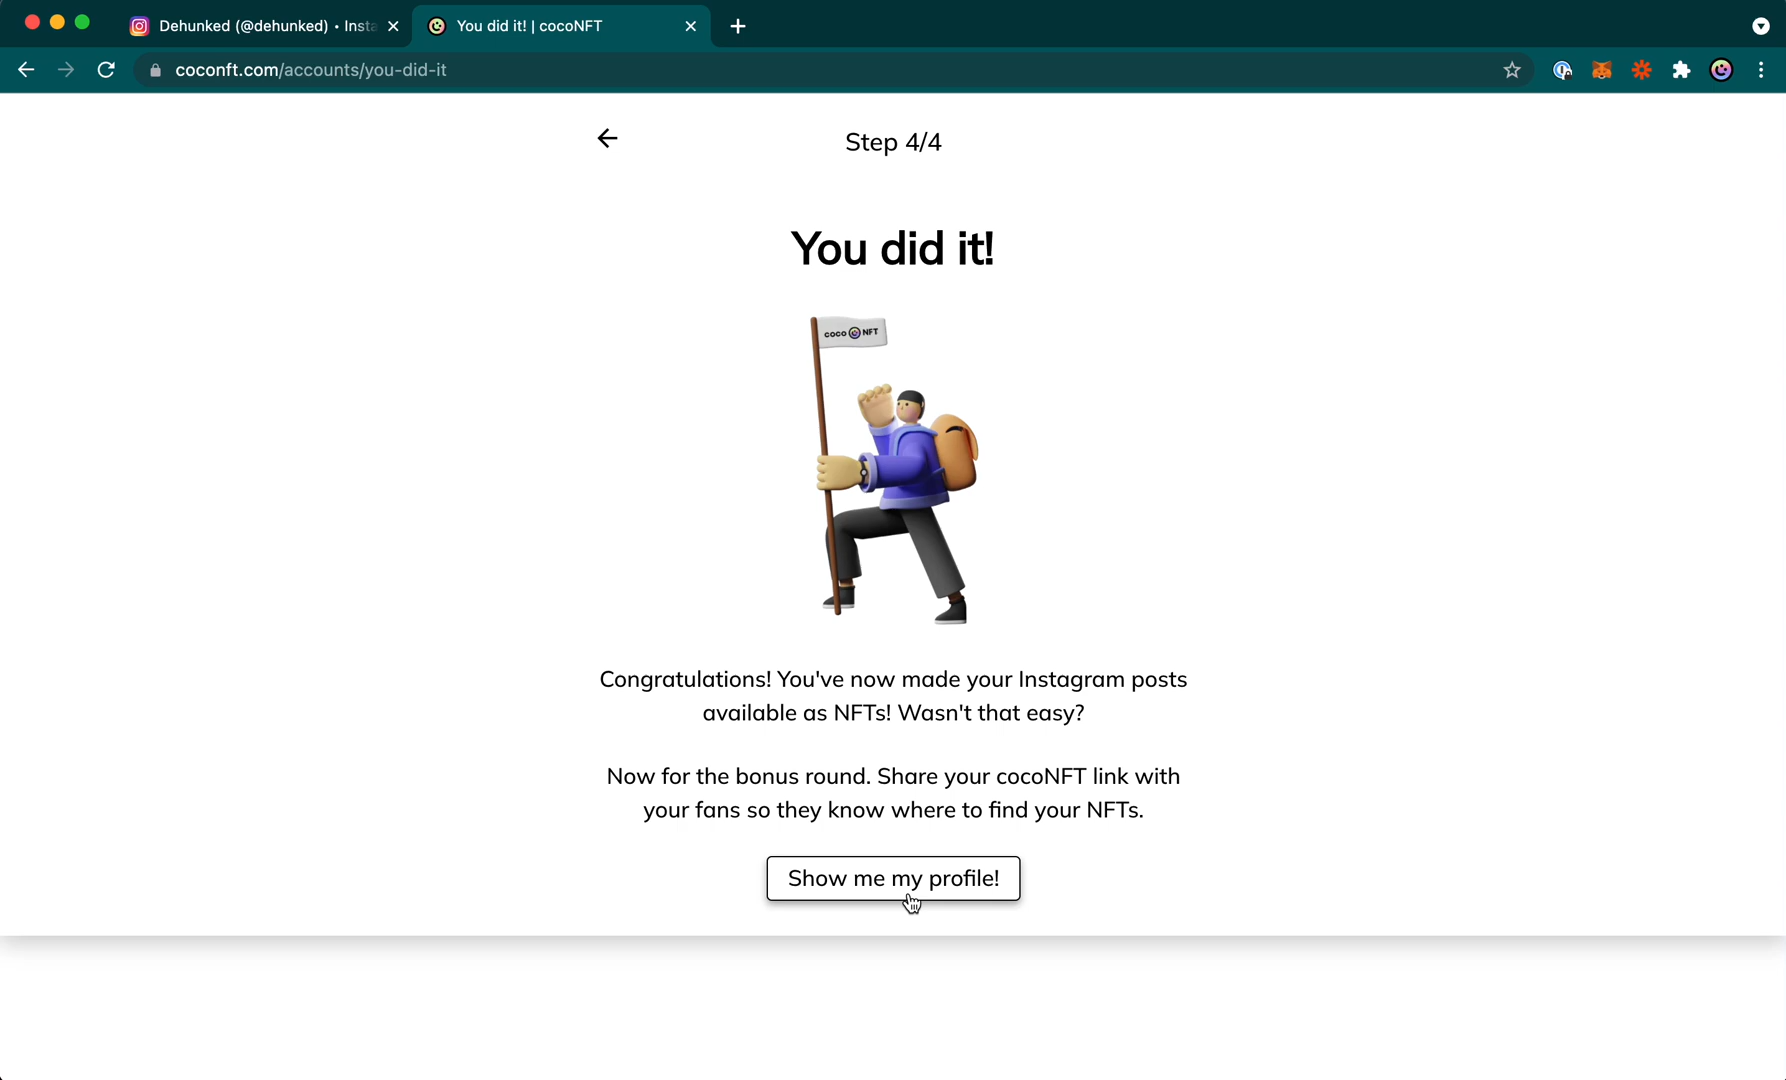 Dehunked (@dehunked) • Insta
You did it! | cocoNFT
coconft.com/accounts/you-did-it
Step 4/4
You did it!
coco NFT
Congratulations! You've now made your Instagram posts
available as NFTs! Wasn't that easy?
Now for the bonus round. Share your cocoNFT link with
your fans so they know where to find your NFTs.
Show me my profile!